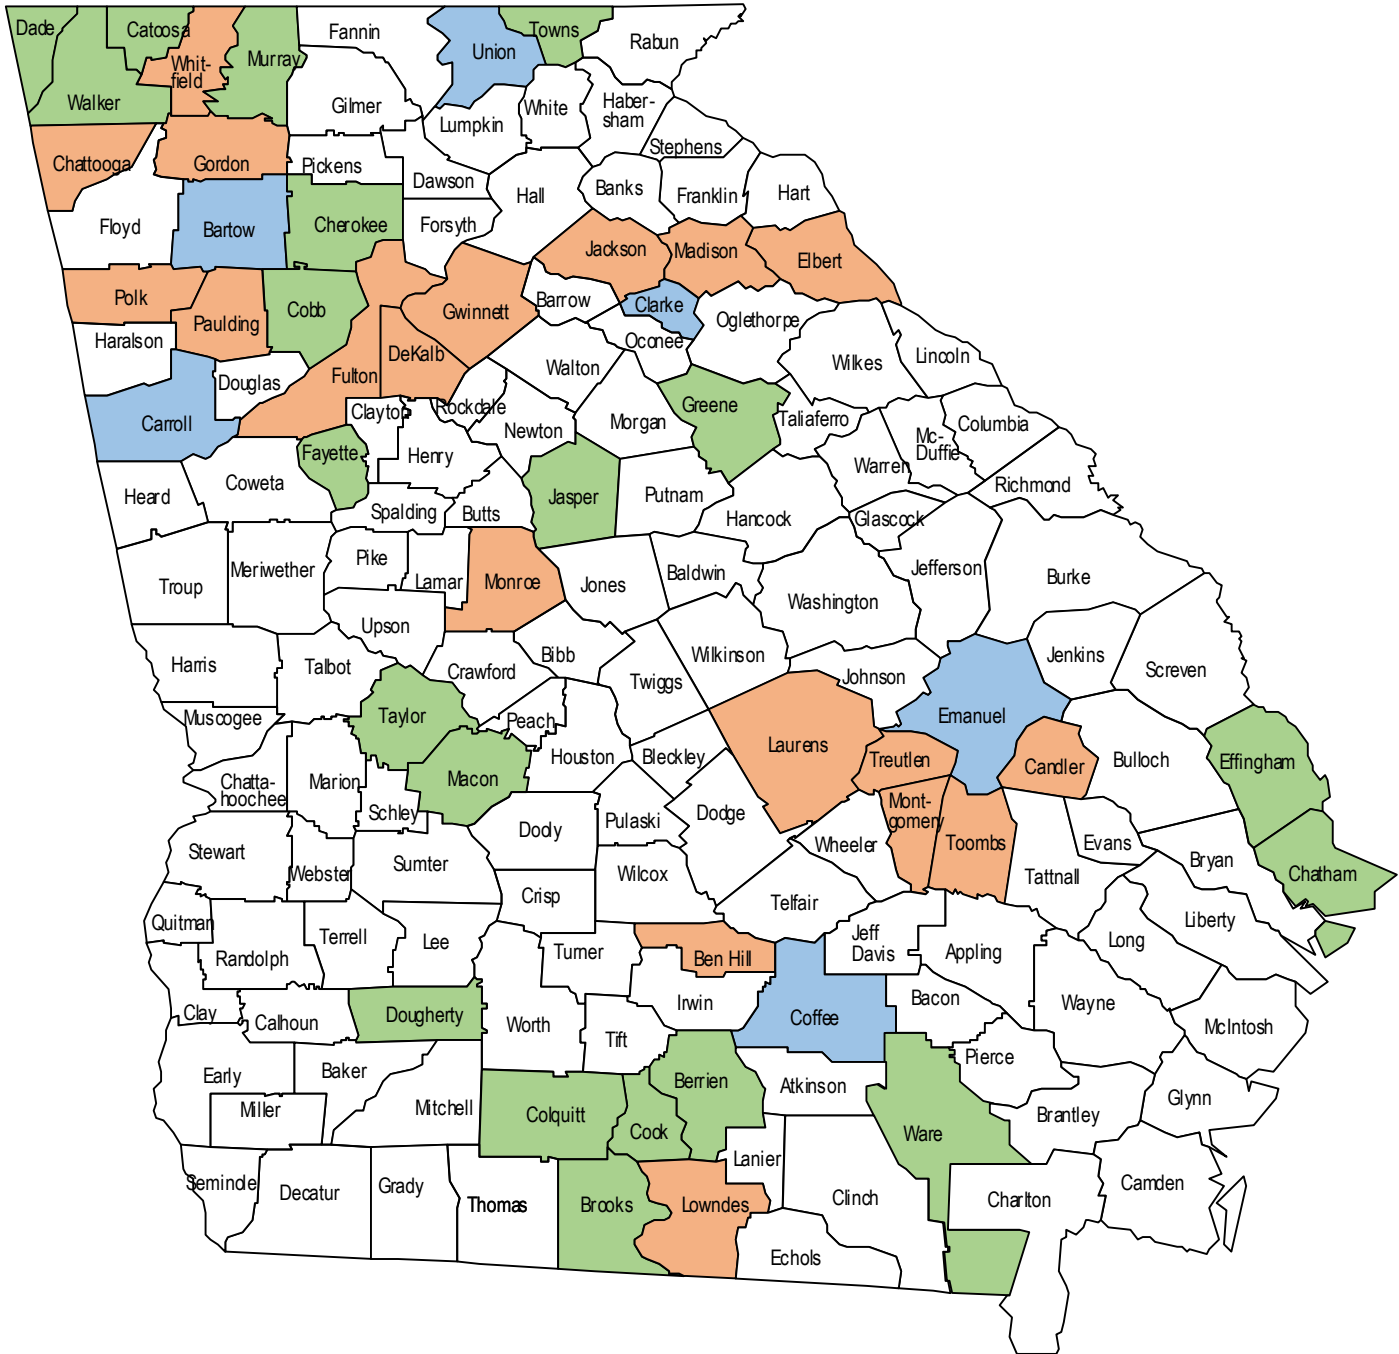 Dade
Catoosa
Fannin
Towns
Union
Rabun
Whit-
field
Murray
Walker
Gilmer
White
Haber-
sham
Lumpkin
Stephens
Chattooga
Gordon
Pickens
Dawson
Hall
Banks
Franklin
Hart
Floyd
Bartow
Cherokee
Forsyth
Jackson
Madison
Elbert
Polk
Paulding
Cobb
Gwinnett
Barrow
Clarke
Oglethorpe
Haralson
Oconee
DeKalb
Walton
Wilkes
Lincoln
Douglas
Fulton
Carroll
Clayton
Rockdale
Newton
Morgan
Greene
Taliaferro
Columbia
Mc-
Duffie
Fayette
Henry
Warren
Heard
Coweta
Spalding
Butts
Jasper
Putnam
Hancock
Glascock
Richmond
Troup
Meriwether
Pike
Lamar
Monroe
Jones
Baldwin
Washington
Jefferson
Burke
Upson
Harris
Talbot
Crawford
Bibb
Twiggs
Wilkinson
Johnson
Jenkins
Screven
Muscogee
Taylor
Peach
Houston
Bleckley
Laurens
Emanuel
Treutlen
Candler
Bulloch
Effingham
Chatta-
hoochee
Marion
Macon
Schley
Dody
Pulaski
Dodge
Wheeler
Mont-
gomery
Toombs
Evans
Bryan
Chatham
Stewart
Webster
Sumter
Crisp
Wilcox
Telfair
Tattnall
Liberty
Quitman
Randolph
Terrell
Lee
Turner
Ben Hill
Jeff
Davis
Appling
Long
Clay
Calhoun
Dougherty
Worth
Tift
Irwin
Coffee
Bacon
Wayne
McIntosh
Early
Baker
Miller
Mitchell
Colquitt
Cook
Berrien
Atkinson
Pierce
Ware
Brantley
Glynn
Seminole
Decatur
Grady
Thomas
Brooks
Lowndes
Lanier
Clinch
Echols
Charlton
Camden